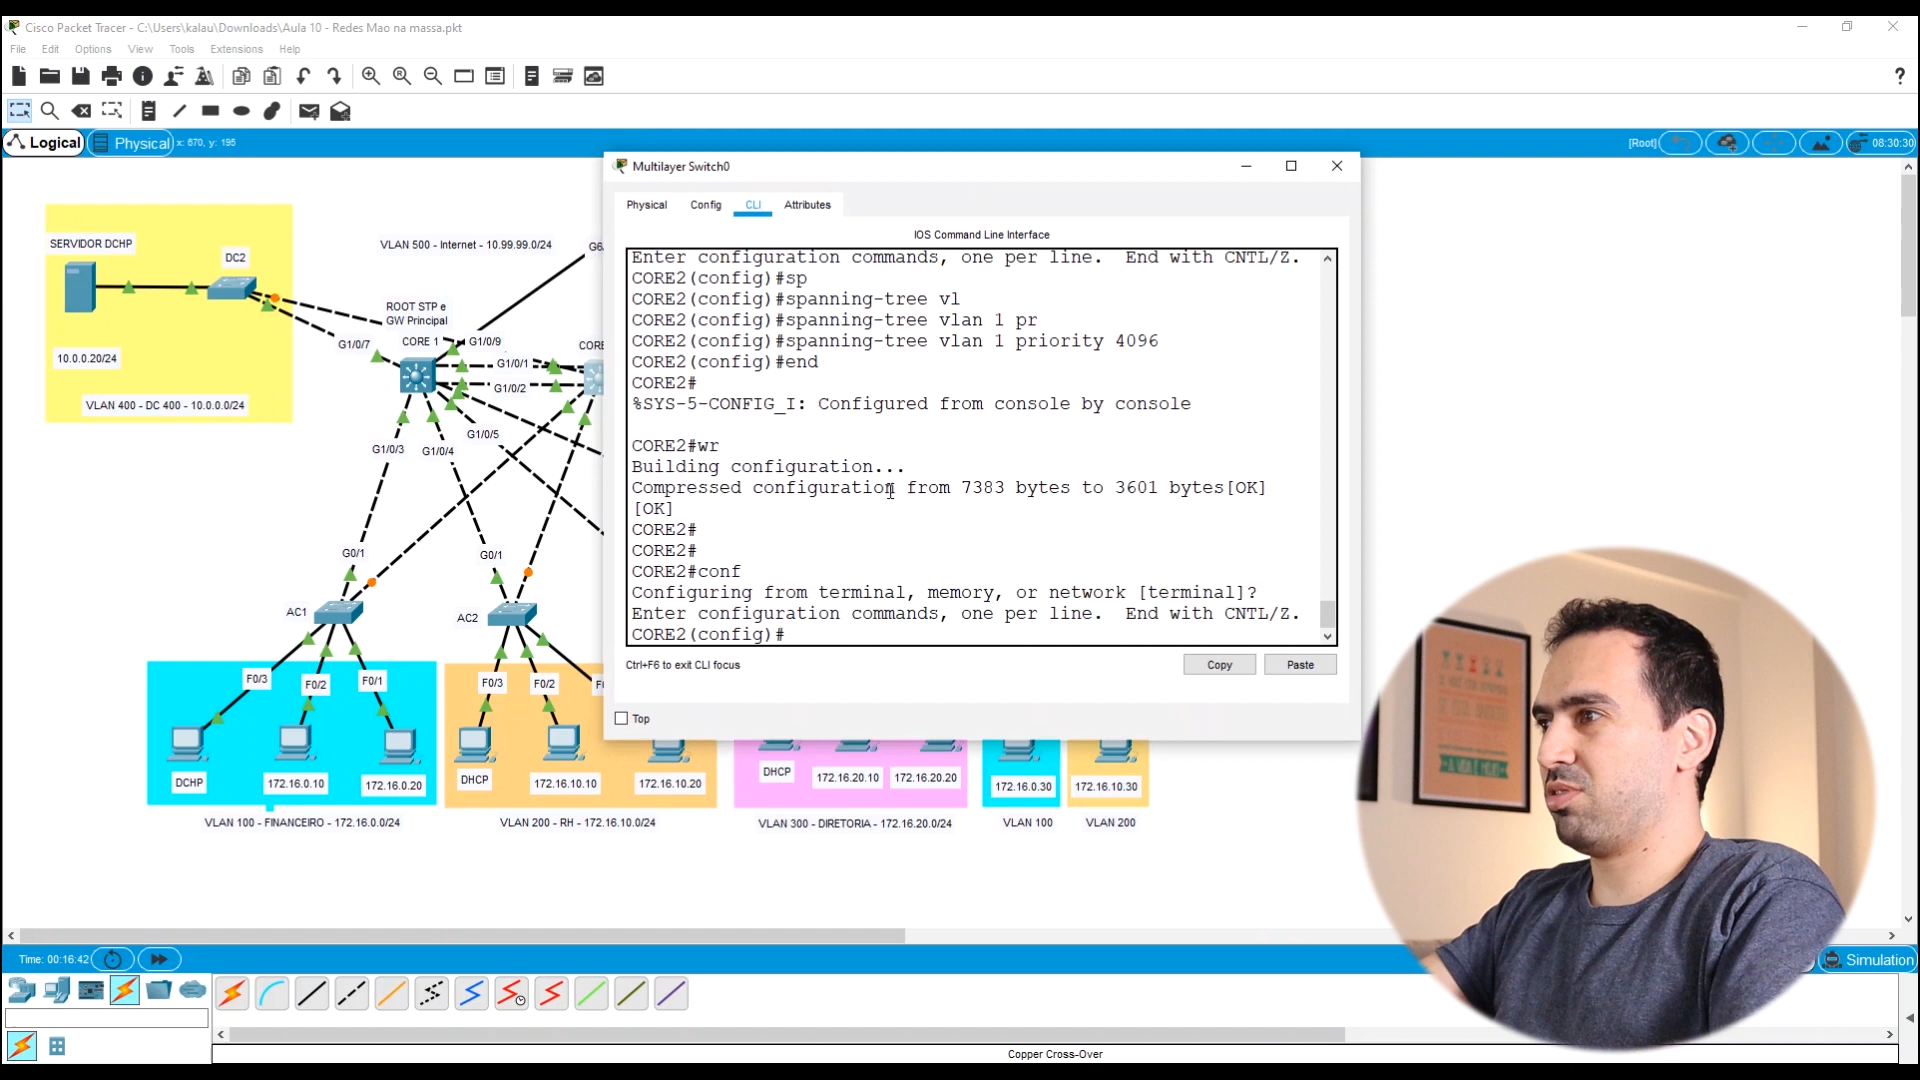 Cisco Packet Tracer - C:\Users\kalau\Downloads\Aula 10 - Redes Mao na massa.pkt
File Edit Options View Tools Extensions Help
?
Logical
Physical
x: 670, y: 195
[Root]
08:30:30
SERVIDOR DCHP
DC2
10.0.0.20/24
VLAN 400 - DC 400 - 10.0.0.0/24
VLAN 500 - Internet - 10.99.99.0/24
ROOT STP e
GW Principal
CORE 1
G1/0/9
G1/0/7
G1/0/1
G1/0/2
G1/0/3
G1/0/4
G1/0/5
G0/1
G0/1
AC1
AC2
F0/3
F0/2
F0/1
F0/3
F0/2
DCHP
172.16.0.10
172.16.0.20
VLAN 100 - FINANCEIRO - 172.16.0.0/24
DHCP
172.16.10.10
172.16.10.20
VLAN 200 - RH - 172.16.10.0/24
DHCP
172.16.20.10
172.16.20.20
VLAN 300 - DIRETORIA - 172.16.20.0/24
172.16.0.30
VLAN 100
172.16.10.30
VLAN 200
Multilayer Switch0
Physical Config CLI Attributes
IOS Command Line Interface
Enter configuration commands, one per line. End with CNTL/Z.
CORE2(config)#sp
CORE2(config)#spanning-tree vl
CORE2(config)#spanning-tree vlan 1 pr
CORE2(config)#spanning-tree vlan 1 priority 4096
CORE2(config)#end
CORE2#
%SYS-5-CONFIG_I: Configured from console by console
CORE2#wr
Building configuration...
Compressed configuration from 7383 bytes to 3601 bytes[OK]
[OK]
CORE2#
CORE2#
CORE2#conf
Configuring from terminal, memory, or network [terminal]?
Enter configuration commands, one per line. End with CNTL/Z.
CORE2(config)#
Ctrl+F6 to exit CLI focus
Copy
Paste
Top
Time: 00:16:42
Simulation
Copper Cross-Over